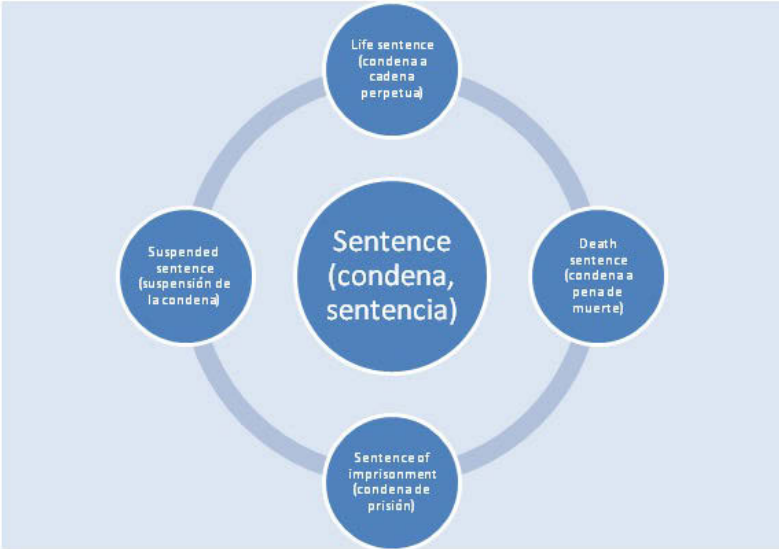 Life sentence
(condena a
cadena
perpetua)
Suspended
sentence
(suspensión de
la condena)
Sentence
(condena,
sentencia)
Death
sentence
(condena a
pena de
muerte)
Sentence of
imprisonment
(condena de
prisión)